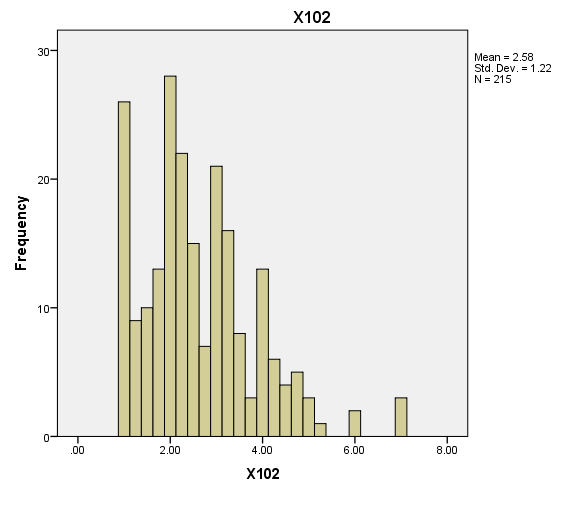 X102
Mean = 2.58
Std. Dev. = 1.22
N = 215
30
20
10
0
Frequency
.00
2.00
4.00
6.00
8.00
X102